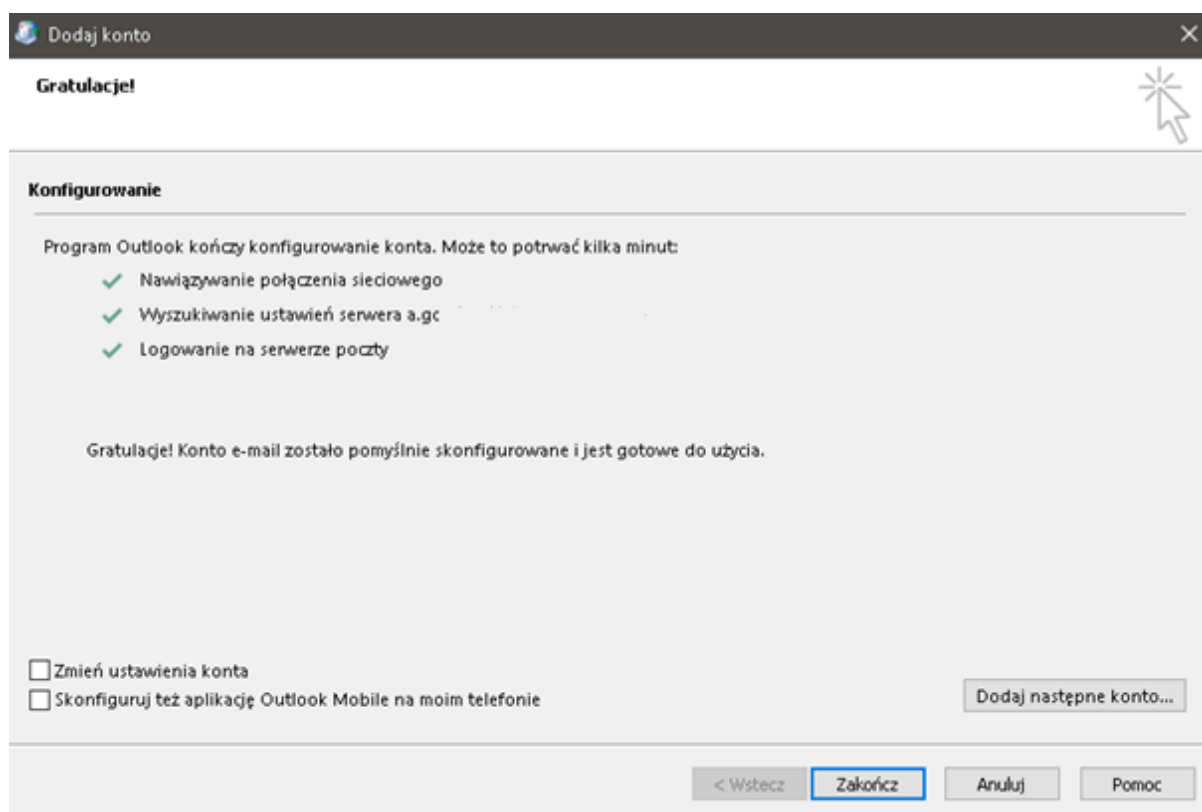 Dodaj konto
Gratulacje!
Konfigurowanie
Program Outlook kończy konfigurowanie konta. Może to potrwać kilka minut:
Nawiązywanie połączenia sieciowego
Wyszukiwanie ustawień serwera a.gc
Logowanie na serwerze poczty
Gratulacje! Konto e-mail zostało pomyślnie skonfigurowane i jest gotowe do użycia.
Zmień ustawienia konta
Skonfiguruj też aplikację Outlook Mobile na moim telefonie
Dodaj następne konto...
< Wstecz Zakończ Anuluj Pomoc